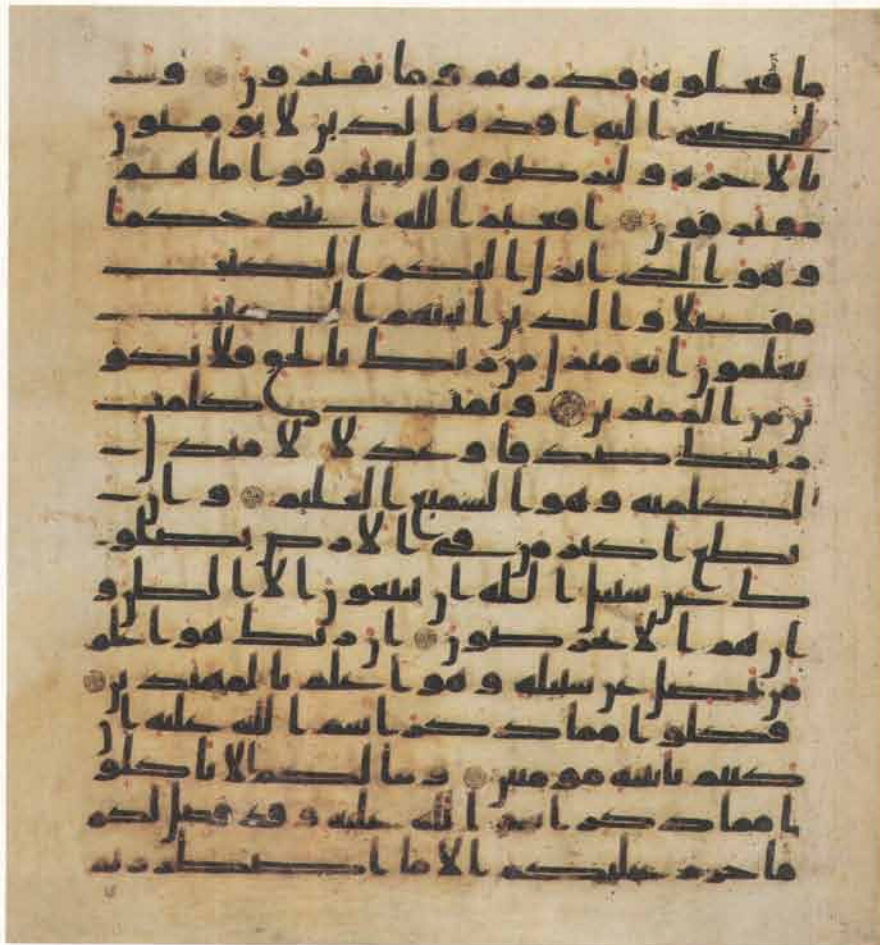 ما فعلوه فذرهم وما يفترون و
لتصغى اليه افده الذين لا يومنون
بالاخره وليرضوه وليقترفوا ما هم
مقترفون افغير الله ابتغي حكما
وهو الذي انزل اليكم الكتب
مفصلا والذين اتينهم الكتب
يعلمون انه منزل من ربك بالحق فلا تكو
نن من الممترين وتمت كلمت
ربك صدقا وعدلا لا مبدل
لكلمته وهو السميع العليم وان
تطع اكثر من في الارض يضلو
ك عن سبيل الله ان يتبعون الا الظن و
ان هم الا يخرصون ان ربك هو اعلم
من يضل عن سبيله وهو اعلم بالمهتدين
فكلوا مما ذكر اسم الله عليه ان
كنتم بايته مومنين وما لكم الا تاكلو
ا مما ذكر اسم الله عليه وقد فصل لكم
ما حرم عليكم الا ما اضطررتم